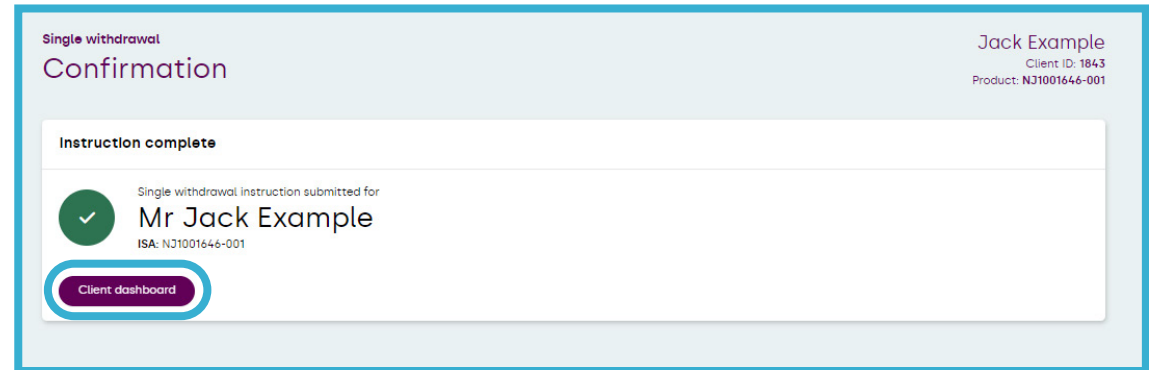 Single withdrawal
Confirmation
Jack Example
Client ID: 1843
Product: NJ1001646-001
Instruction complete
Single withdrawal instruction submitted for
Mr Jack Example
ISA: NJ1001646-001
Client dashboard